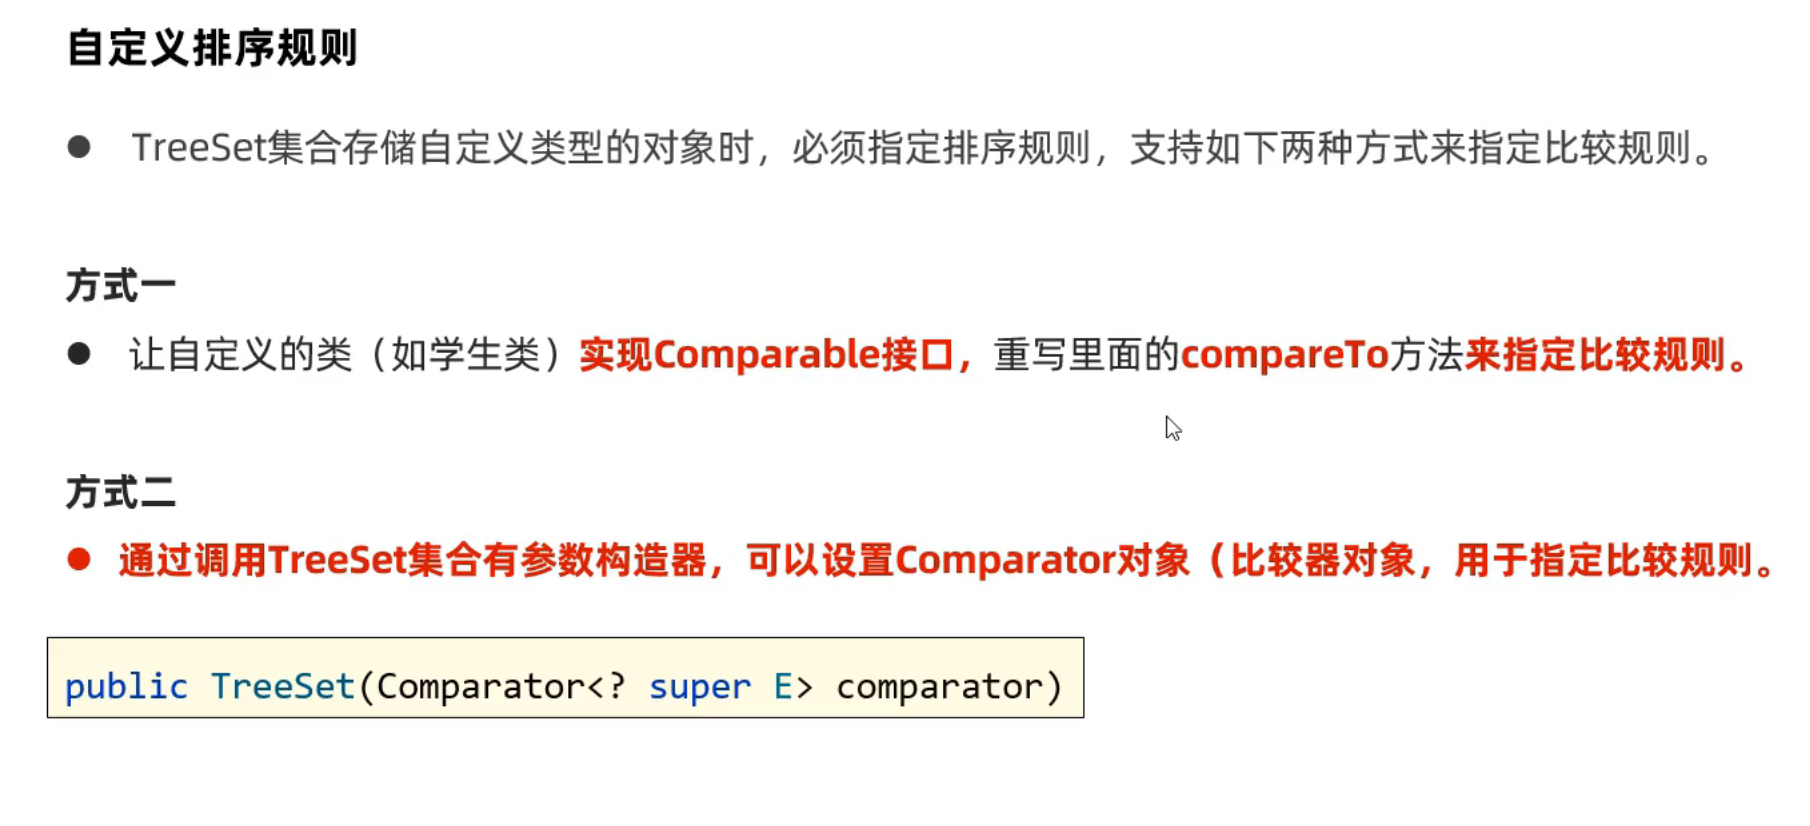 自定义排序规则
● TreeSet集合存储自定义类型的对象时，必须指定排序规则，支持如下两种方式来指定比较规则。
方式一
● 让自定义的类（如学生类）实现Comparable接口，重写里面的compareTo方法来指定比较规则。
方式二
● 通过调用TreeSet集合有参数构造器，可以设置Comparator对象（比较器对象，用于指定比较规则。
public TreeSet(Comparator<? super E> comparator)